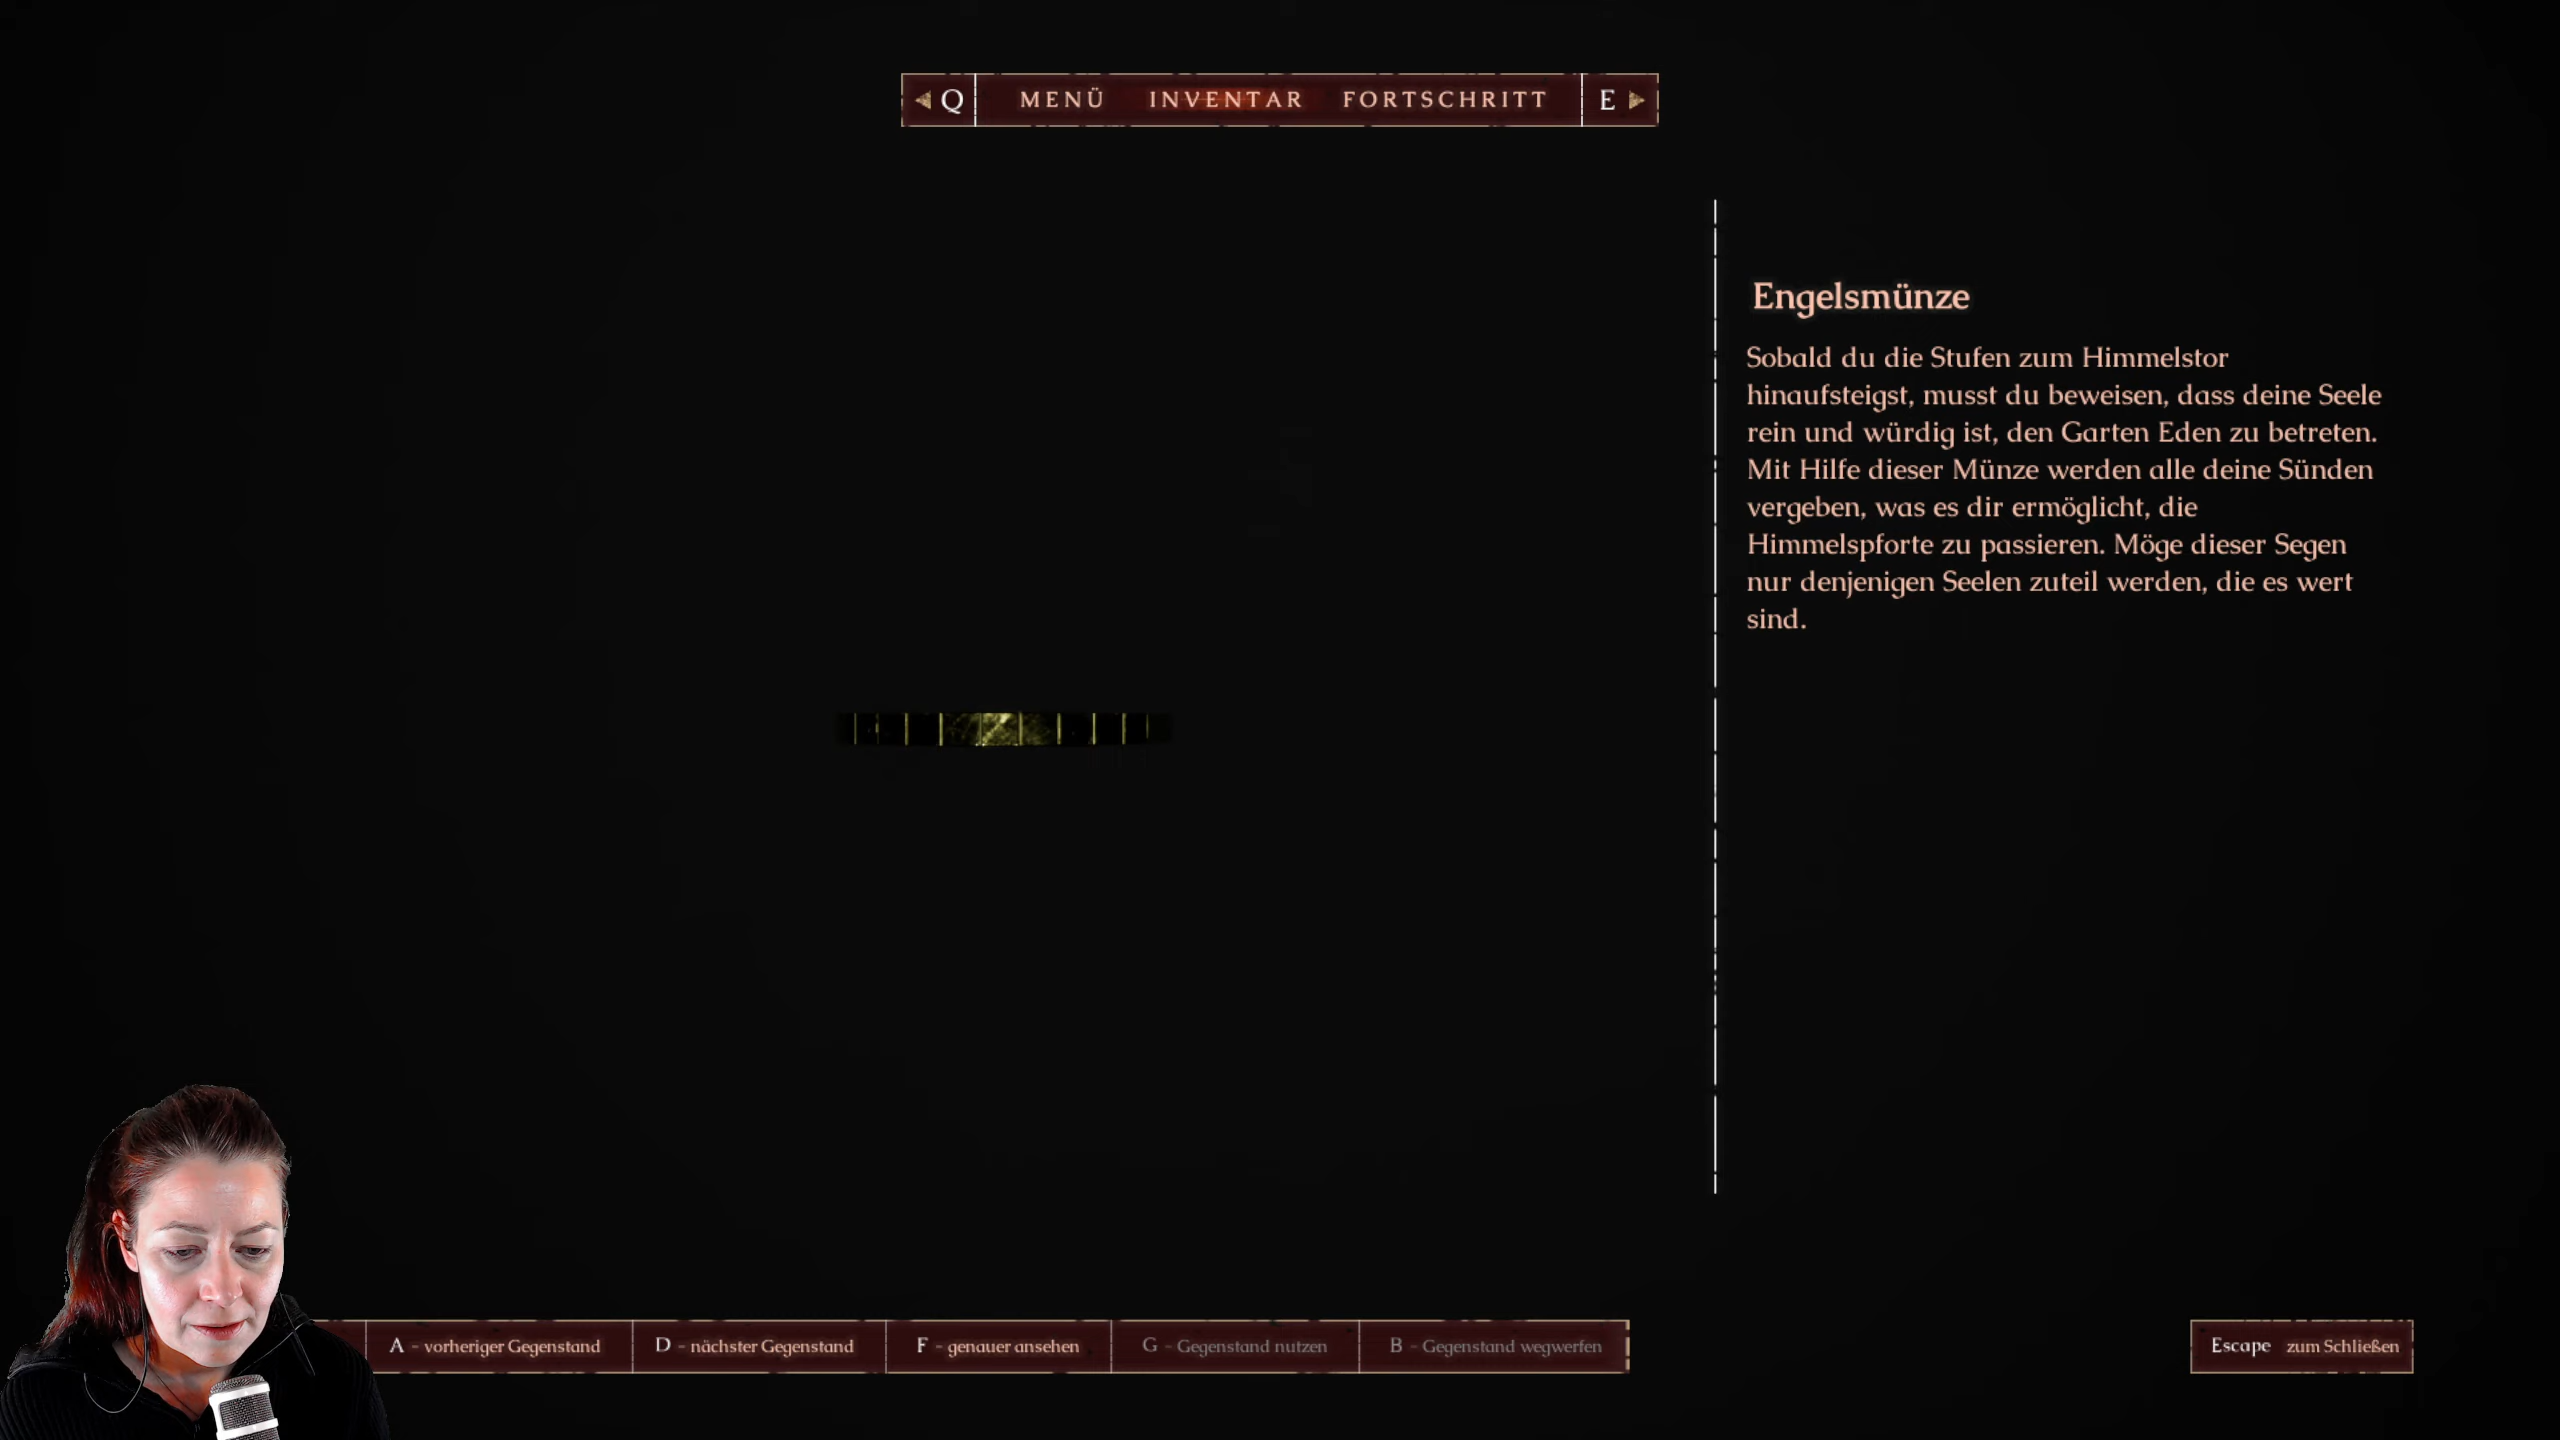 Q MENÜ INVENTAR FORTSCHRITT E
Engelsmünze
Sobald du die Stufen zum Himmelstor
hinaufsteigst, musst du beweisen, dass deine Seele
rein und würdig ist, den Garten Eden zu betreten.
Mit Hilfe dieser Münze werden alle deine Sünden
vergeben, was es dir ermöglicht, die
Himmelspforte zu passieren. Möge dieser Segen
nur denjenigen Seelen zuteil werden, die es wert
sind.
A - vorheriger Gegenstand D - nächster Gegenstand F - genauer ansehen G - Gegenstand nutzen B - Gegenstand wegwerfen Escape zum Schließen